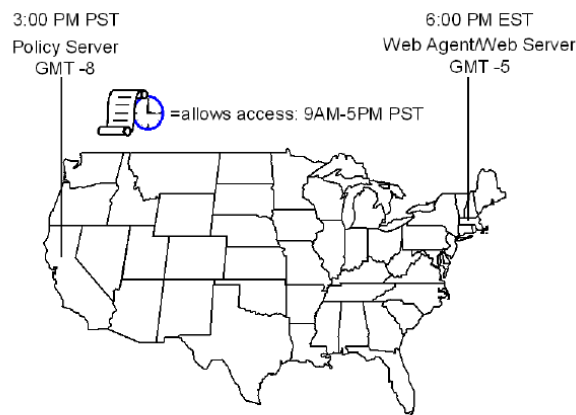 3:00 PM PST
Policy Server
GMT -8
6:00 PM EST
Web Agent/Web Server
GMT -5
=allows access: 9AM-5PM PST